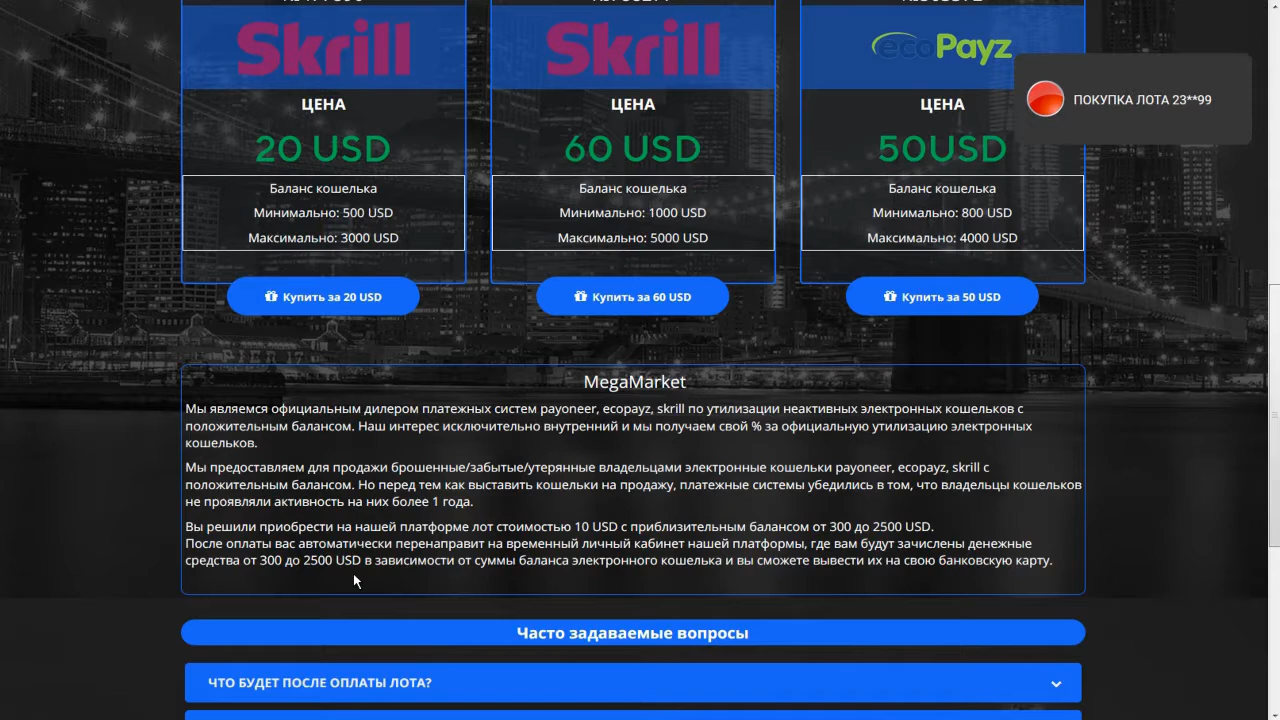 Skrill
Skrill
ecoPayz
ПОКУПКА ЛОТА 23**99
ЦЕНА
ЦЕНА
ЦЕНА
20 USD
60 USD
50USD
Баланс кошелька
Минимально: 500 USD
Максимально: 3000 USD
Баланс кошелька
Минимально: 1000 USD
Максимально: 5000 USD
Баланс кошелька
Минимально: 800 USD
Максимально: 4000 USD
Купить за 20 USD
Купить за 60 USD
Купить за 50 USD
MegaMarket
Мы являемся официальным дилером платежных систем payoneer, ecopayz, skrill по утилизации неактивных электронных кошельков с
положительным балансом. Наш интерес исключительно внутренний и мы получаем свой % за официальную утилизацию электронных
кошельков.
Мы предоставляем для продажи брошенные/забытые/утерянные владельцами электронные кошельки payoneer, ecopayz, skrill с
положительным балансом. Но перед тем как выставить кошельки на продажу, платежные системы убедились в том, что владельцы кошельков
не проявляли активность на них более 1 года.
Вы решили приобрести на нашей платформе лот стоимостью 10 USD с приблизительным балансом от 300 до 2500 USD.
После оплаты вас автоматически перенаправит на временный личный кабинет нашей платформы, где вам будут зачислены денежные
средства от 300 до 2500 USD в зависимости от суммы баланса электронного кошелька и вы сможете вывести их на свою банковскую карту.
Часто задаваемые вопросы
ЧТО БУДЕТ ПОСЛЕ ОПЛАТЫ ЛОТА?